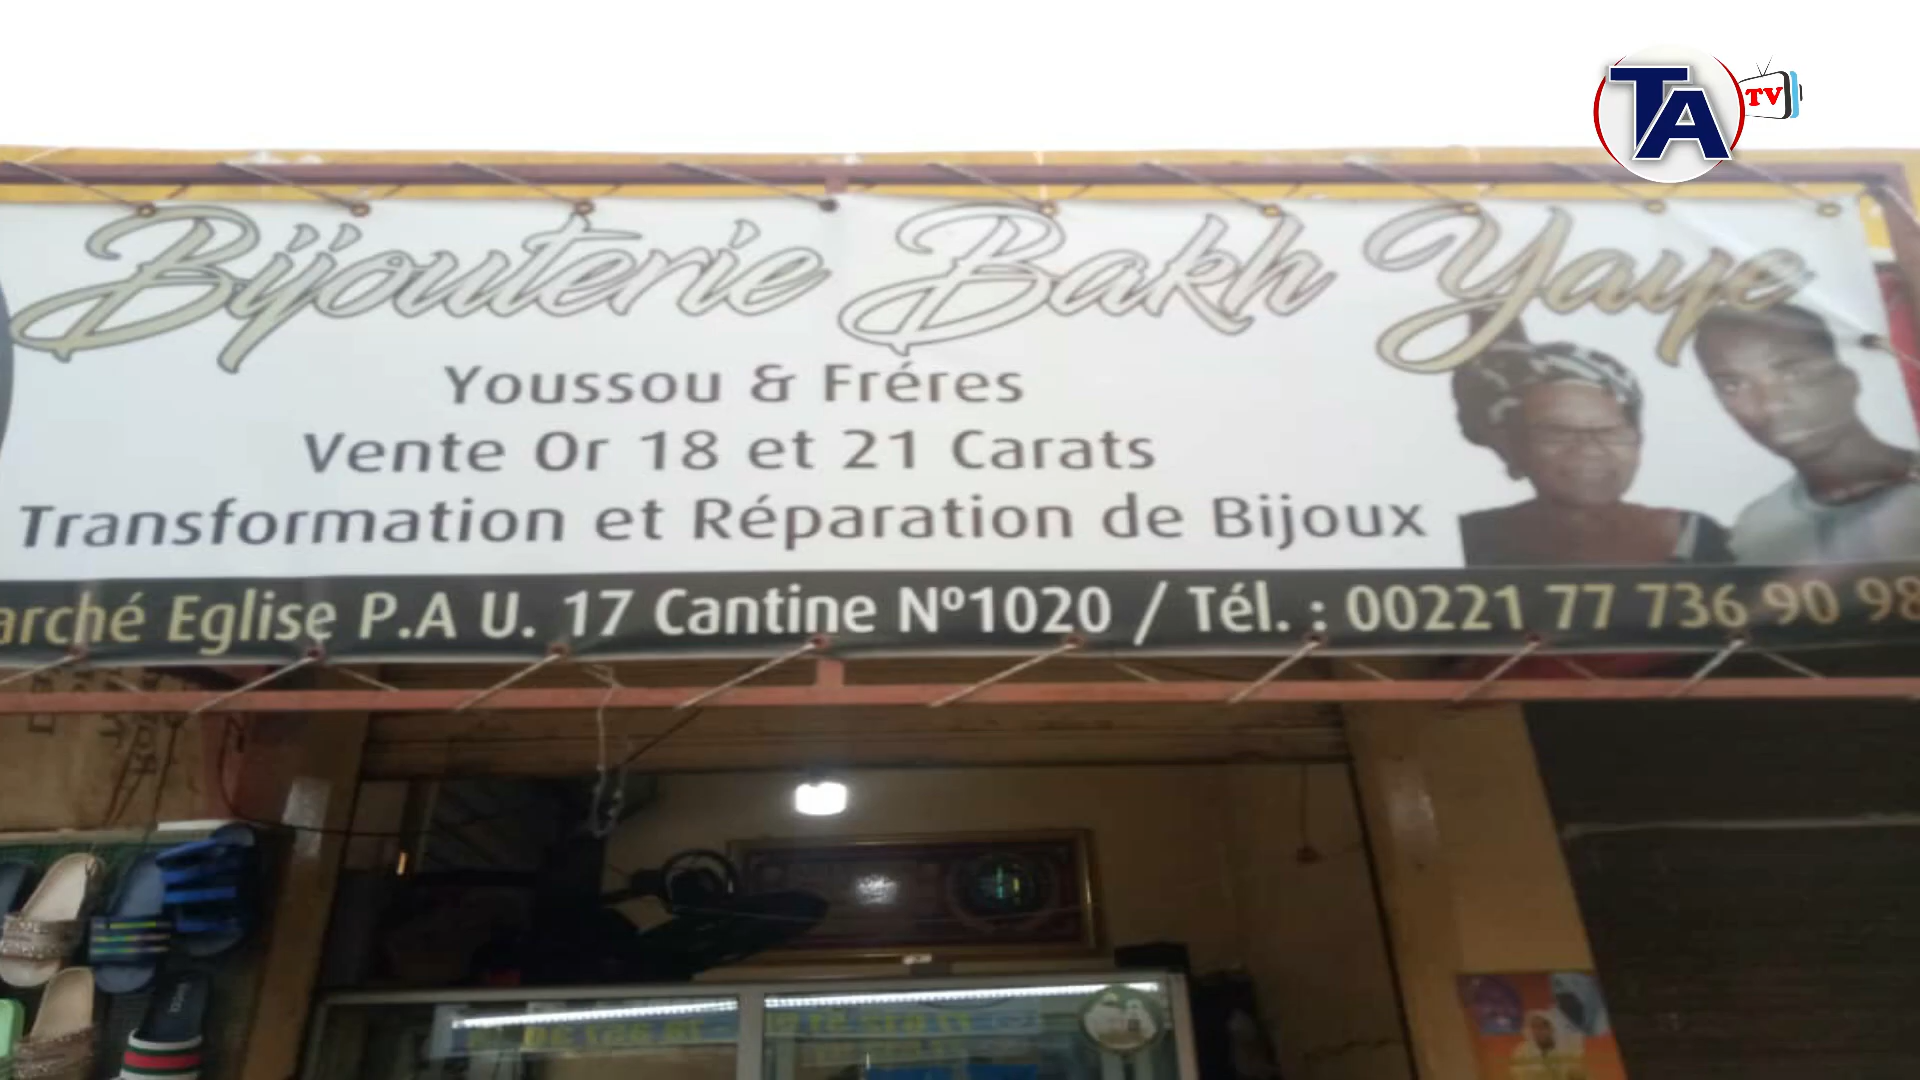 TA TV
Bijouterie Bakh Yaye
Youssou & Fréres
Vente Or 18 et 21 Carats
Transformation et Réparation de Bijoux
arché Eglise P.A U. 17 Cantine Nº1020 / Tél. : 00221 77 736 90 98